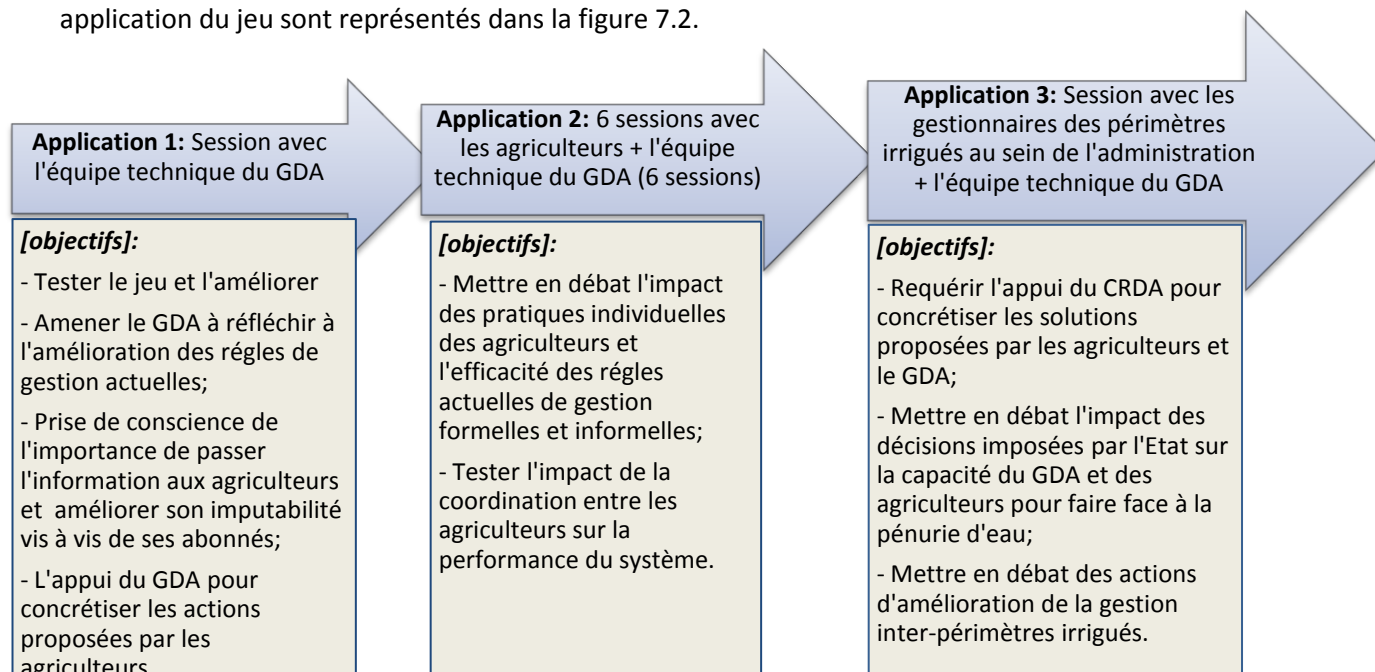 application du jeu sont représentés dans la figure 7.2.
Application 1: Session avec
l'équipe technique du GDA
[objectifs]:
- Tester le jeu et l'améliorer
- Amener le GDA à réfléchir à
l'amélioration des régles de
gestion actuelles;
- Prise de conscience de
l'importance de passer
l'information aux agriculteurs
et améliorer son imputabilité
vis à vis de ses abonnés;
- L'appui du GDA pour
concrétiser les actions
proposées par les
agriculteurs
Application 2: 6 sessions avec
les agriculteurs + l'équipe
technique du GDA (6 sessions)
[objectifs]:
- Mettre en débat l'impact
des pratiques individuelles
des agriculteurs et
l'efficacité des régles
actuelles de gestion
formelles et informelles;
- Tester l'impact de la
coordination entre les
agriculteurs sur la
performance du système.
Application 3: Session avec les
gestionnaires des périmètres
irrigués au sein de l'administration
+ l'équipe technique du GDA
[objectifs]:
- Requérir l'appui du CRDA pour
concrétiser les solutions
proposées par les agriculteurs et
le GDA;
- Mettre en débat l'impact des
décisions imposées par l'Etat sur
la capacité du GDA et des
agriculteurs pour faire face à la
pénurie d'eau;
- Mettre en débat des actions
d'amélioration de la gestion
inter-périmètres irrigués.